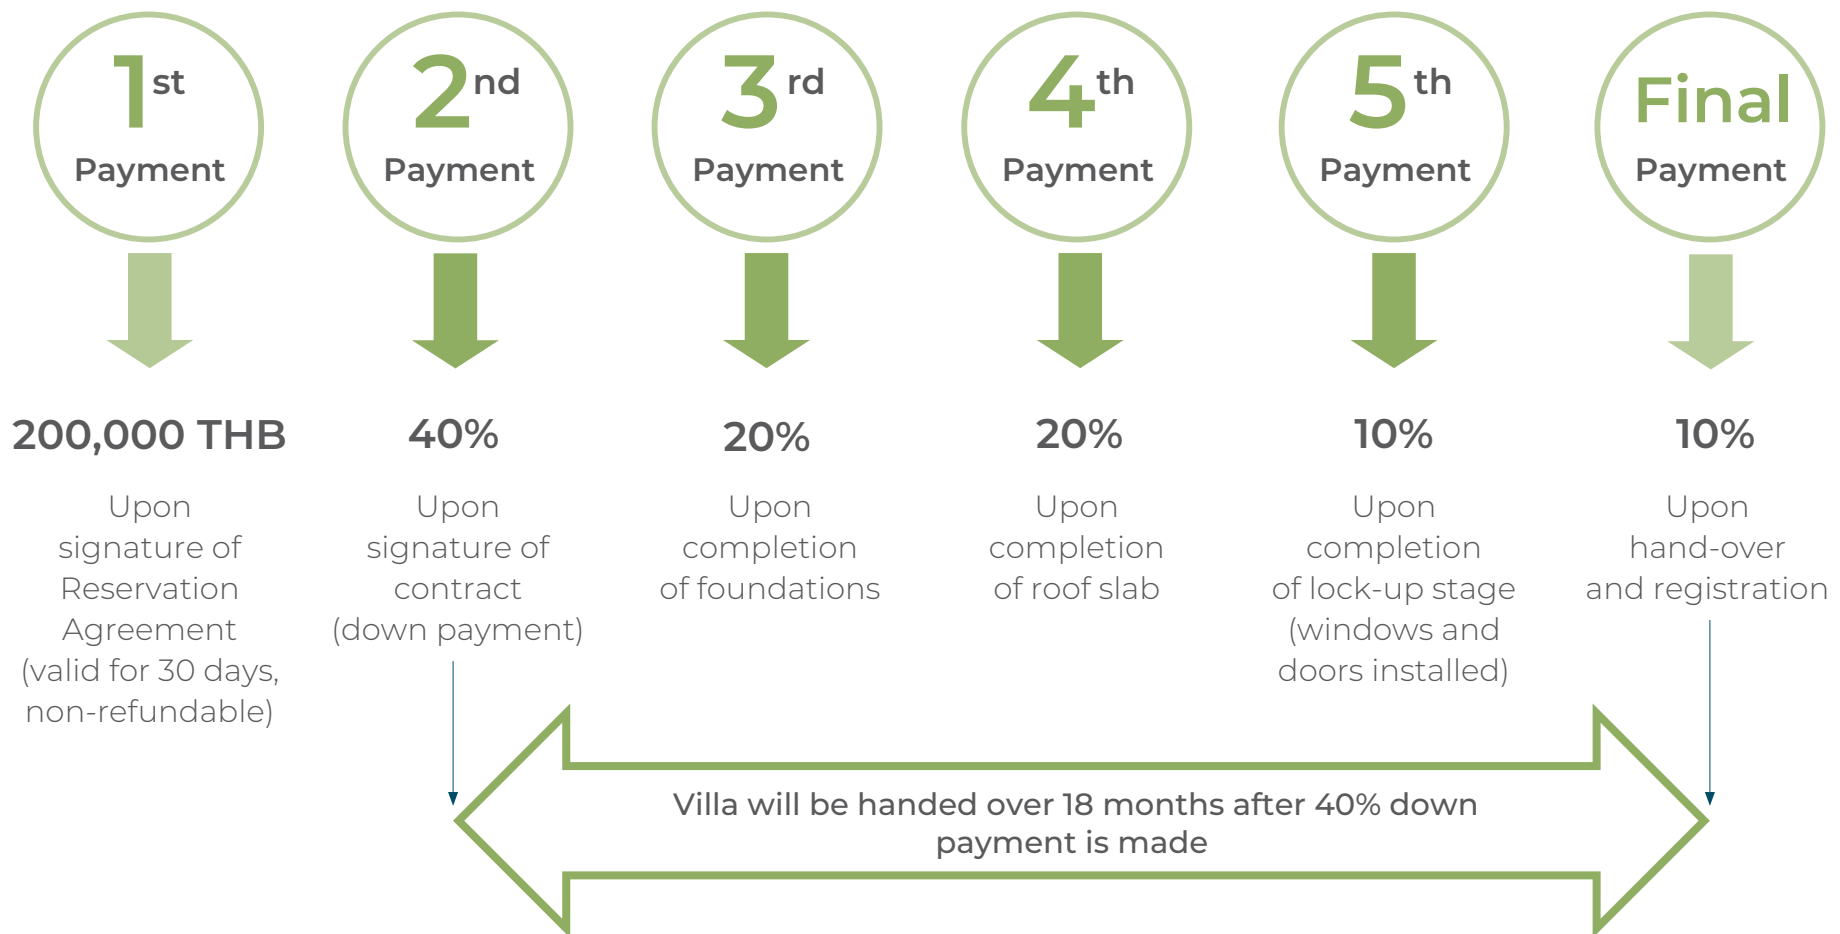 1st
Payment
200,000 THB
Upon
signature of
Reservation
Agreement
(valid for 30 days,
non-refundable)
2nd
Payment
40%
Upon
signature of
contract
(down payment)
3rd
Payment
20%
Upon
completion
of foundations
4th
Payment
20%
Upon
completion
of roof slab
5th
Payment
10%
Upon
completion
of lock-up stage
(windows and
doors installed)
Final
Payment
10%
Upon
hand-over
and registration
Villa will be handed over 18 months after 40% down
payment is made